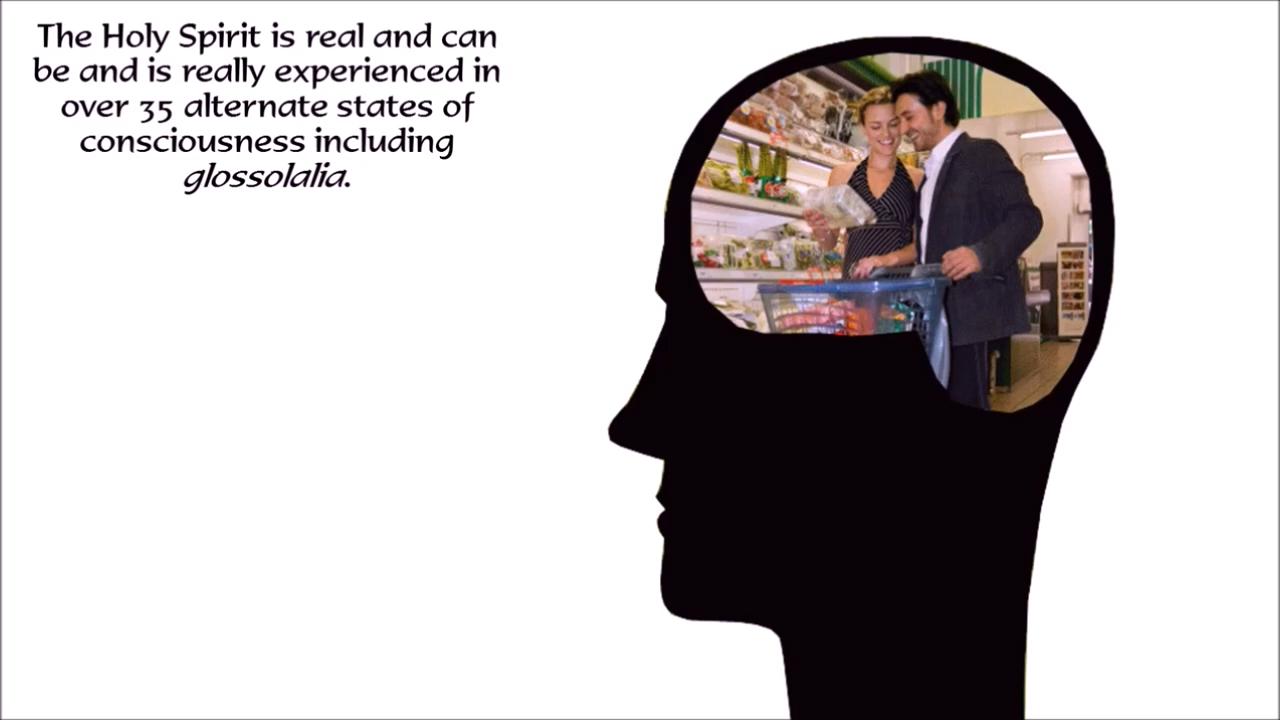 The Holy Spirit is real and can
be and is really experienced in
over 35 alternate states of
consciousness including
glossolalia.